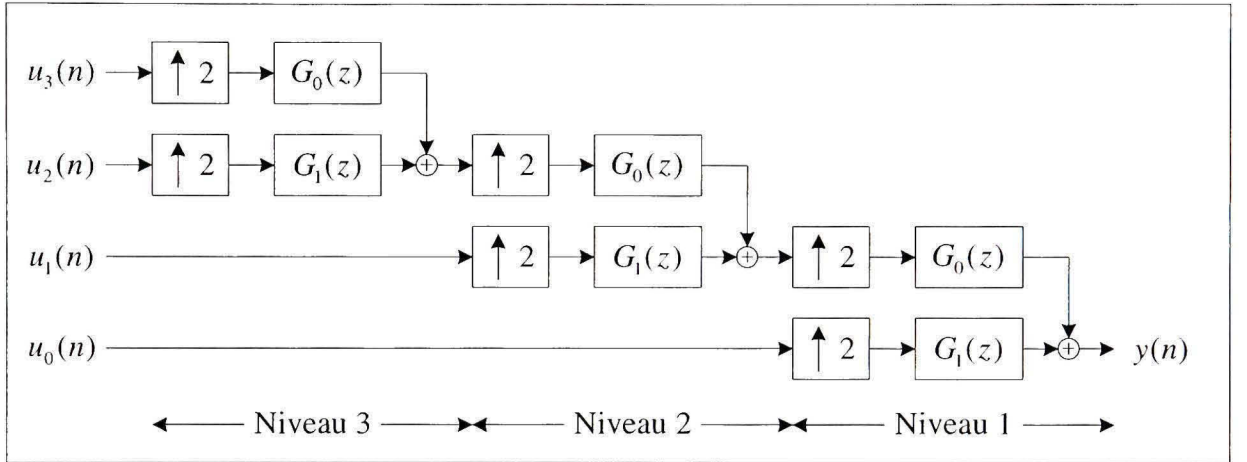 u₃(n) ↑ 2 G₀(z)
u₂(n) ↑ 2 G₁(z) + ↑ 2 G₀(z)
u₁(n) ↑ 2 G₁(z) + ↑ 2 G₀(z)
u₀(n) ↑ 2 G₁(z) + y(n)
Niveau 3 Niveau 2 Niveau 1